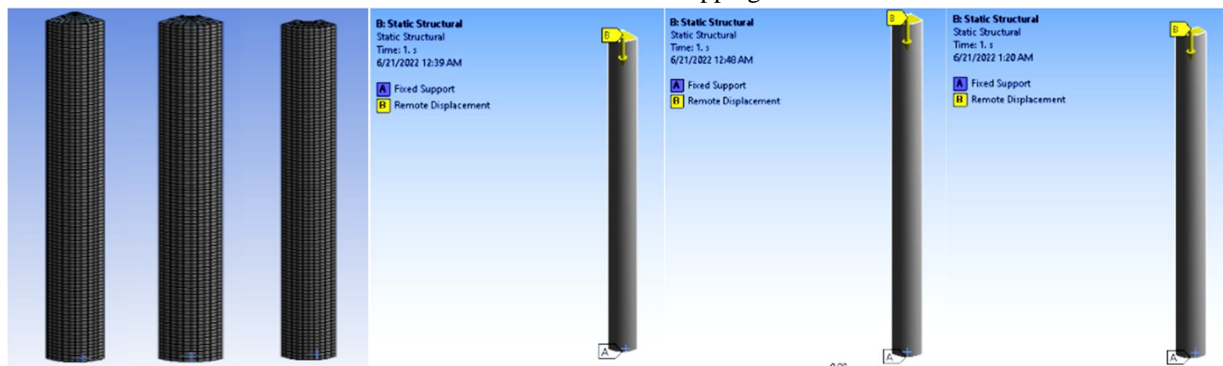 pping
B: Static Structural
Static Structural
Time: 1. s
6/21/2022 12:39 AM
A Fixed Support
B Remote Displacement
B
A
B: Static Structural
Static Structural
Time: 1. s
6/21/2022 12:48 AM
A Fixed Support
B Remote Displacement
B
A
B: Static Structural
Static Structural
Time: 1. s
6/21/2022 1:20 AM
A Fixed Support
B Remote Displacement
B
A